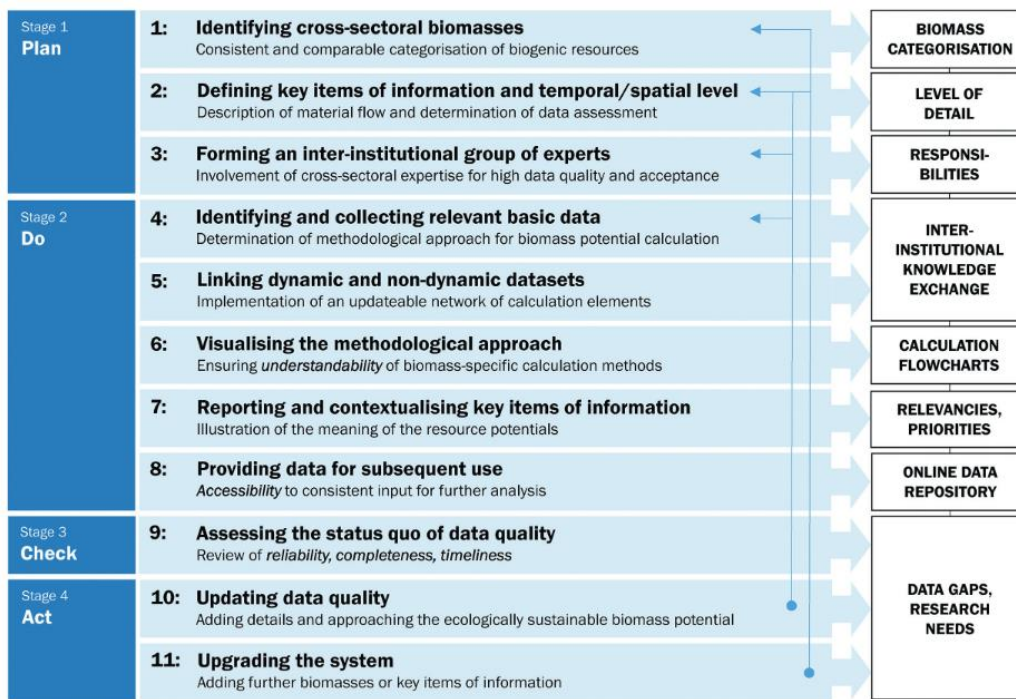 Stage 1
Plan
1: Identifying cross-sectoral biomasses
Consistent and comparable categorisation of biogenic resources
BIOMASS
CATEGORISATION
2: Defining key items of information and temporal/spatial level
Description of material flow and determination of data assessment
LEVEL OF
DETAIL
3: Forming an inter-institutional group of experts
Involvement of cross-sectoral expertise for high data quality and acceptance
RESPONSI-
BILITIES
Stage 2
Do
4: Identifying and collecting relevant basic data
Determination of methodological approach for biomass potential calculation
5: Linking dynamic and non-dynamic datasets
Implementation of an updateable network of calculation elements
INTER-
INSTITUTIONAL
KNOWLEDGE
EXCHANGE
6: Visualising the methodological approach
Ensuring understandability of biomass-specific calculation methods
CALCULATION
FLOWCHARTS
7: Reporting and contextualising key items of information
Illustration of the meaning of the resource potentials
RELEVANCIES,
PRIORITIES
8: Providing data for subsequent use
Accessibility to consistent input for further analysis
ONLINE DATA
REPOSITORY
Stage 3
Check
9: Assessing the status quo of data quality
Review of reliability, completeness, timeliness
Stage 4
Act
10: Updating data quality
Adding details and approaching the ecologically sustainable biomass potential
11: Upgrading the system
Adding further biomasses or key items of information
DATA GAPS,
RESEARCH
NEEDS